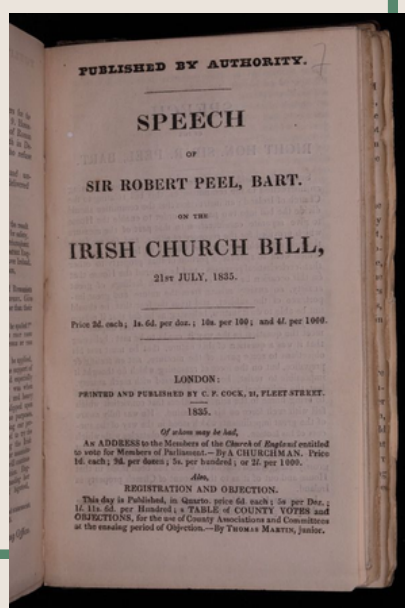 7
PUBLISHED BY AUTHORITY.
SPEECH
OF
SIR ROBERT PEEL, BART.
ON THE
IRISH CHURCH BILL,
21ST JULY, 1835.
Price 2d. each; 1s. 6d. per doz.; 10s. per 100; and 4l. per 1000.
LONDON:
PRINTED AND PUBLISHED BY C. F. COCK, 21, FLEET-STREET.
1835.
Of whom may be had,
AN ADDRESS to the Members of the Church of England entitled
to vote for Members of Parliament.—By A CHURCHMAN. Price
1d. each; 9d. per dozen; 5s. per hundred; or 2l. per 1000.
Also,
REGISTRATION AND OBJECTION.
This day is Published, in Quarto, price 6d. each; 5s per Doz.;
1l. 11s. 6d. per Hundred; a TABLE of COUNTY VOTES and
OBJECTIONS, for the use of County Associations and Committees
at the ensuing period of Objection.—By THOMAS MARTIN, junior.